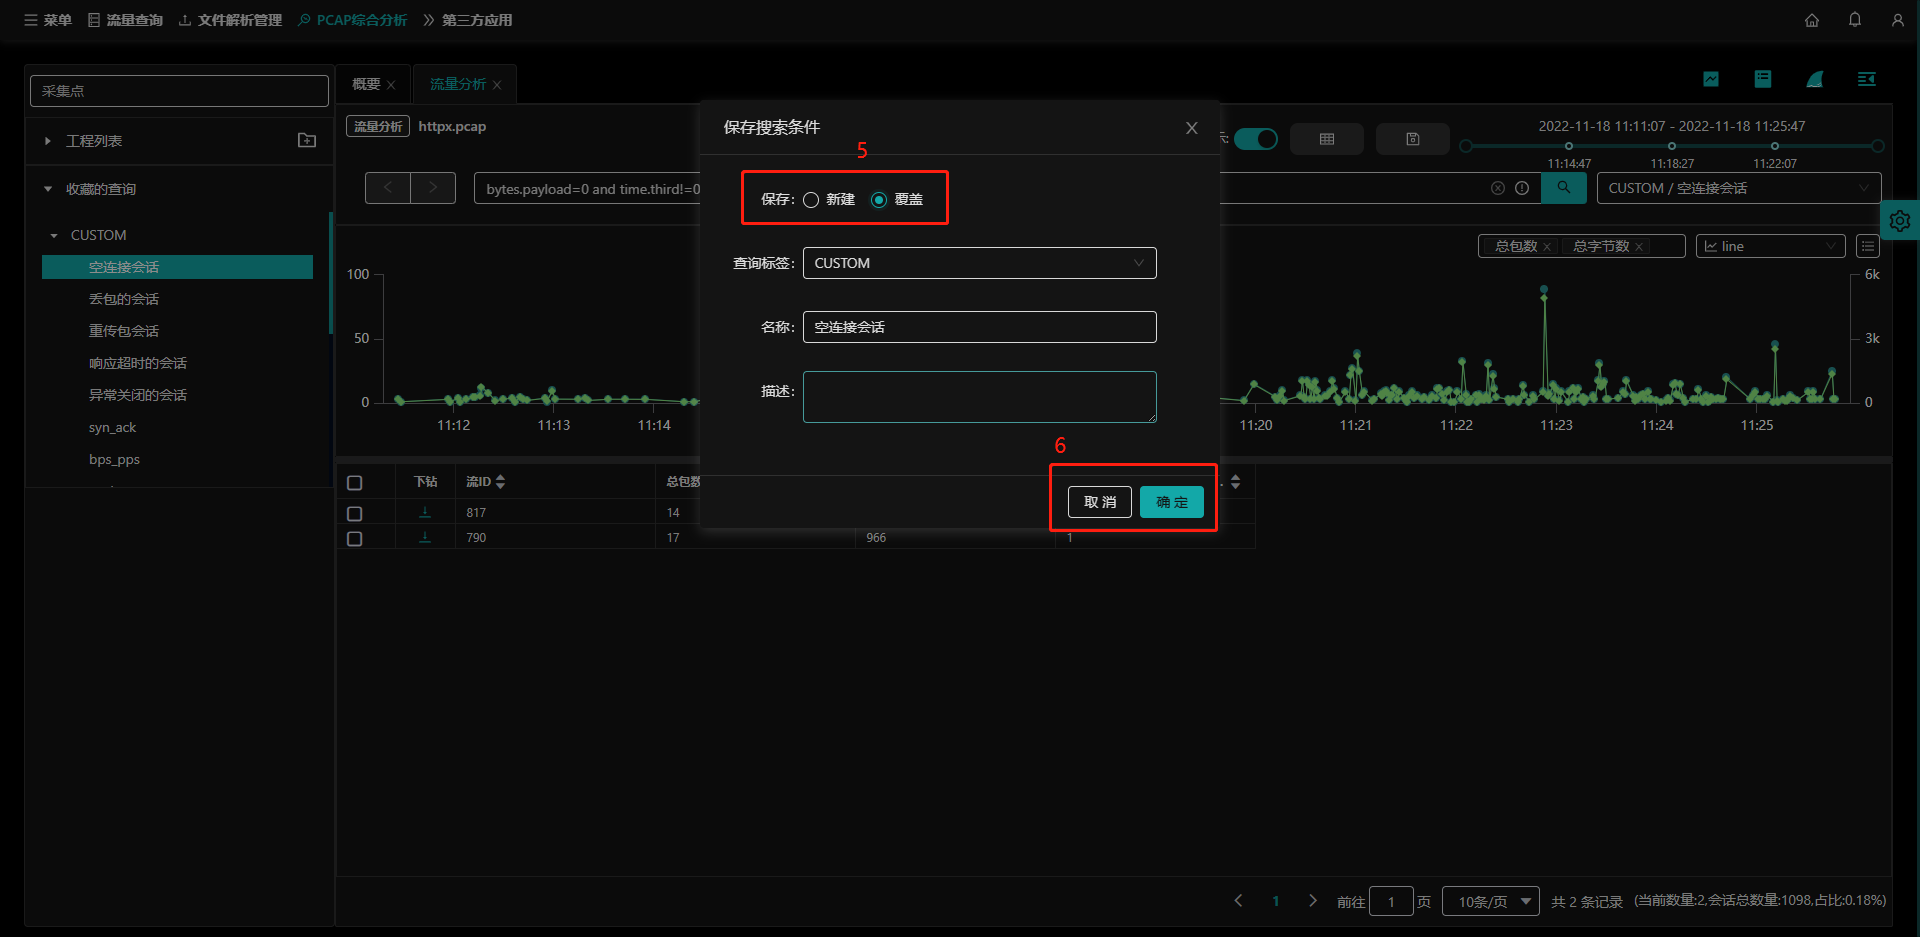 菜单 流量查询 文件解析管理 PCAP综合分析 第三方应用
采集点
工程列表
收藏的查询
CUSTOM
空连接会话
丢包的会话
重传包会话
响应超时的会话
异常关闭的会话
syn_ack
bps_pps
概要 流量分析
流量分析 httpx.pcap
2022-11-18 11:11:07 - 2022-11-18 11:25:47
11:14:47 11:18:27 11:22:07
bytes.payload=0 and time.third!=0
CUSTOM / 空连接会话
总包数 总字节数 line
100
50
0
6k
3k
0
11:12 11:13 11:14 11:20 11:21 11:22 11:23 11:24 11:25
保存搜索条件
5
保存: 新建 覆盖
查询标签: CUSTOM
名称: 空连接会话
描述:
6
取 消 确 定
下钻 流ID 总包数
817 14
790 17 966 1
1 前往 1 页 10条/页 共 2 条记录 (当前数量:2,会话总数量:1098,占比:0.18%)